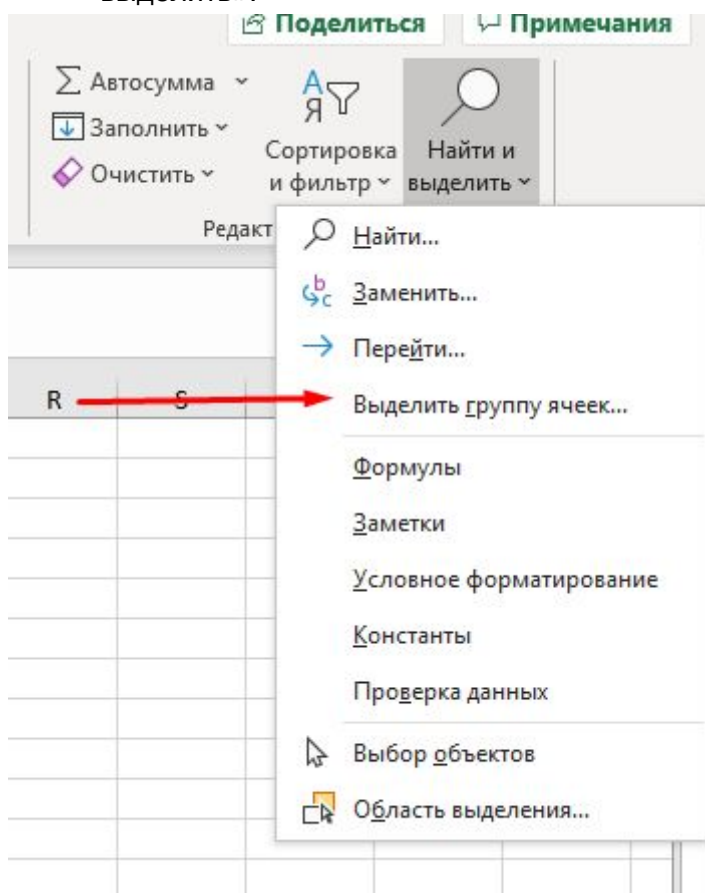 Поделиться Примечания
Автосумма
Заполнить
Очистить
Сортировка и фильтр
Найти и выделить
Редакт
Найти...
Заменить...
Перейти...
R S
Выделить группу ячеек...
Формулы
Заметки
Условное форматирование
Константы
Проверка данных
Выбор объектов
Область выделения...